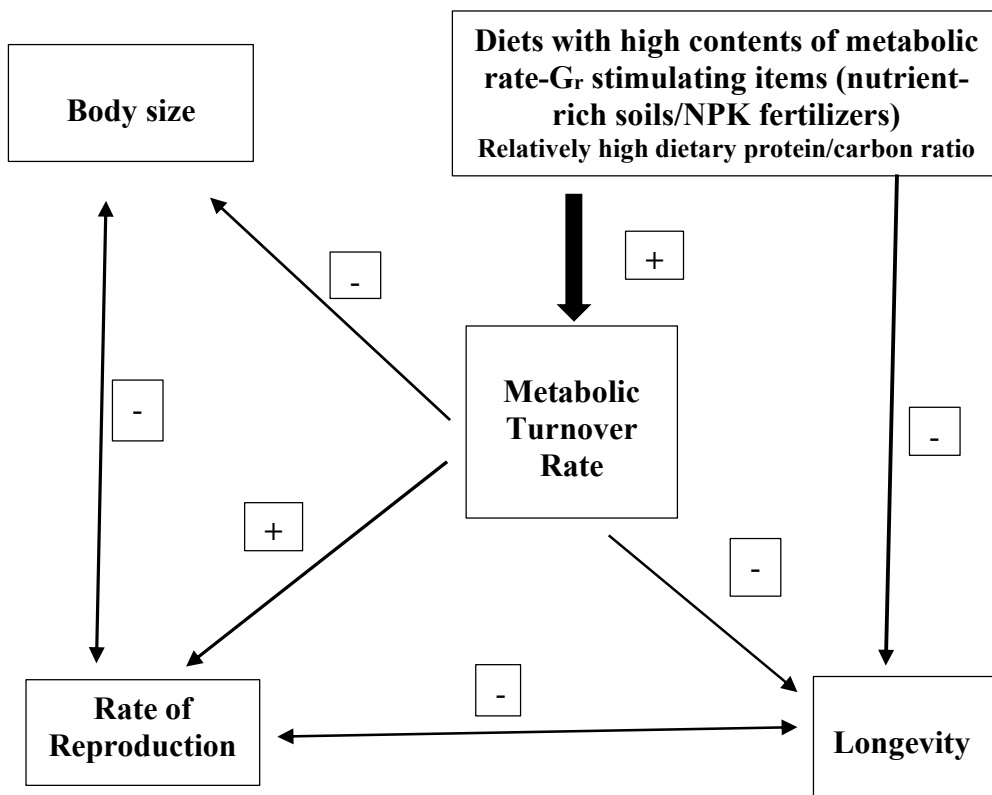 Body size
Diets with high contents of metabolic
rate-Gr stimulating items (nutrient-
rich soils/NPK fertilizers)
Relatively high dietary protein/carbon ratio
+
-
Metabolic
Turnover
Rate
-
-
+
-
-
Rate of
Reproduction
Longevity